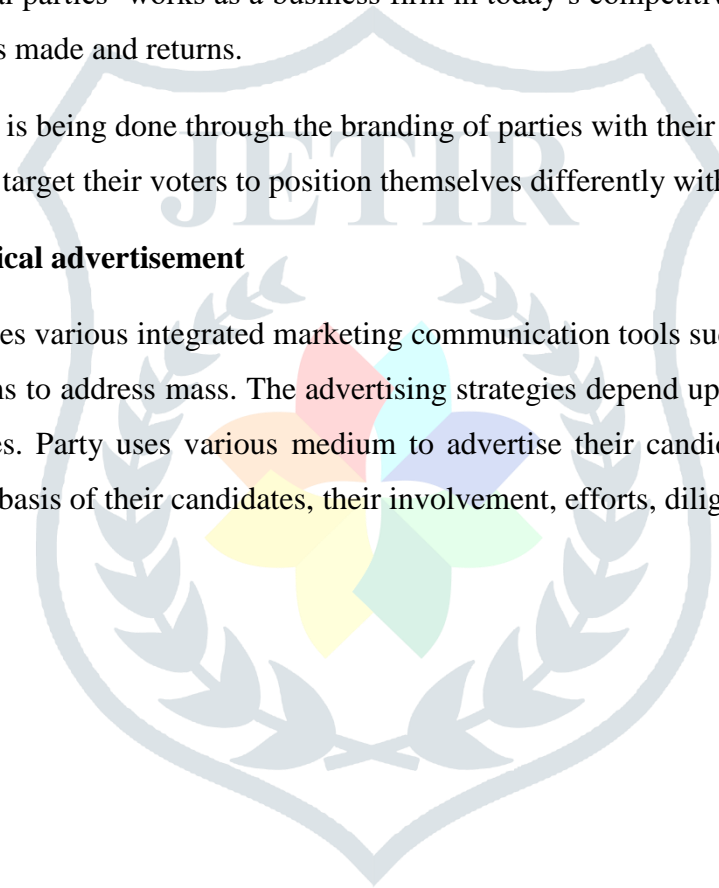 parties” works as a business firm in today’s competitive
s made and returns.
is being done through the branding of parties with their
target their voters to position themselves differently with
ical advertisement
es various integrated marketing communication tools suc
ns to address mass. The advertising strategies depend up
es. Party uses various medium to advertise their candid
basis of their candidates, their involvement, efforts, dilig
JETIR